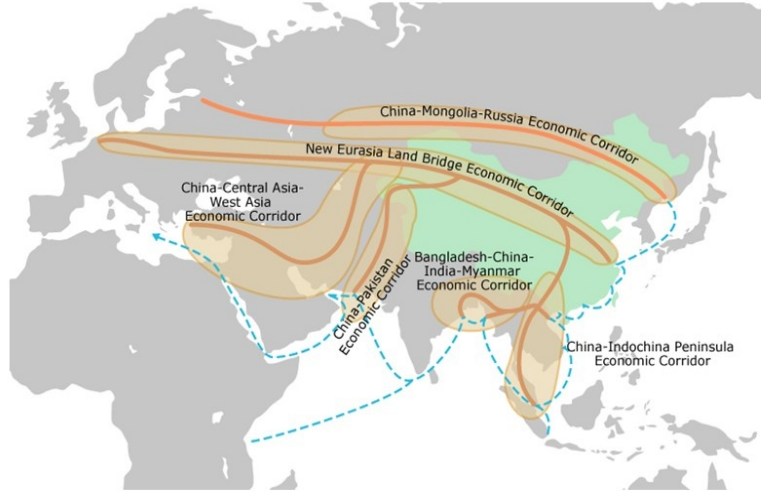 China-Mongolia-Russia Economic Corridor
New Eurasia Land Bridge Economic Corridor
China-Central Asia-
West Asia
Economic Corridor
China-Pakistan
Economic Corridor
Bangladesh-China-
India-Myanmar
Economic Corridor
China-Indochina Peninsula
Economic Corridor